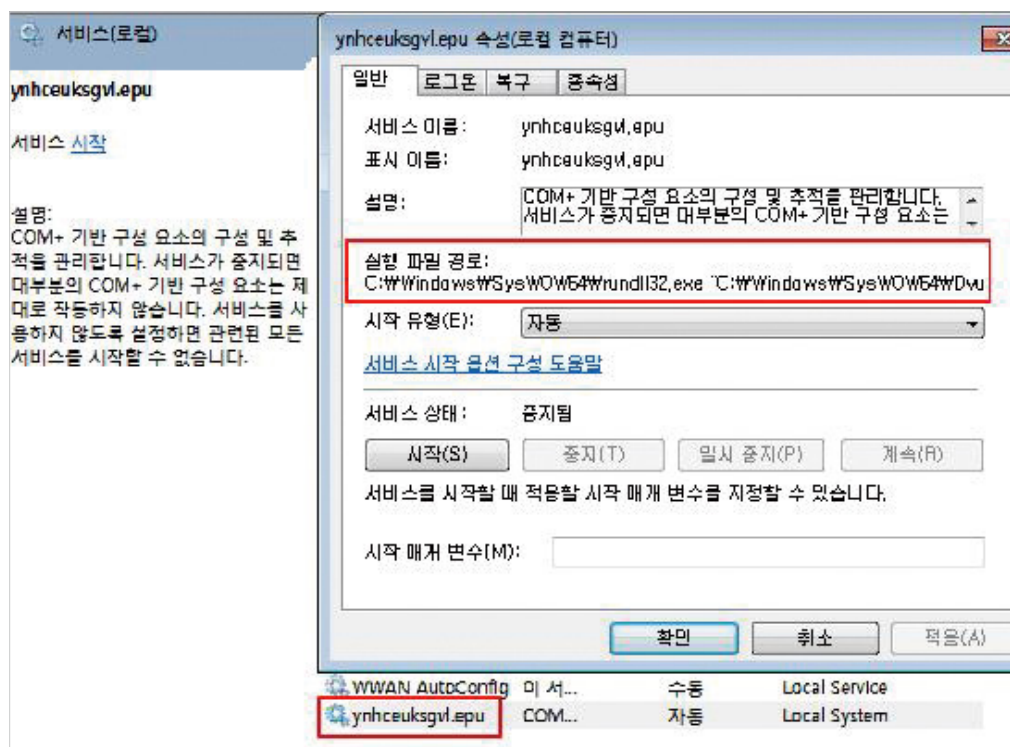 서비스(로컬)
ynhceuksgvl.epu
서비스 시작
설명:
COM+ 기반 구성 요소의 구성 및 추
적을 관리합니다. 서비스가 중지되면
대부분의 COM+ 기반 구성 요소는 제
대로 작동하지 않습니다. 서비스를 사
용하지 않도록 설정하면 관련된 모든
서비스를 시작할 수 없습니다.
ynhceuksgvl.epu 속성(로컬 컴퓨터)
일반 로그온 복구 종속성
서비스 이름: ynhceuksgvl.epu
표시 이름: ynhceuksgvl.epu
설명: COM+ 기반 구성 요소의 구성 및 추적을 관리합니다.
서비스가 중지되면 대부분의 COM+ 기반 구성 요소는
실행 파일 경로:
C:₩Windows₩SysWOW64₩rundll32.exe "C:₩Windows₩SysWOW64₩Dwu
시작 유형(E): 자동
서비스 시작 옵션 구성 도움말
서비스 상태: 중지됨
시작(S) 중지(T) 일시 중지(P) 계속(R)
서비스를 시작할 때 적용할 시작 매개 변수를 지정할 수 있습니다.
시작 매개 변수(M):
확인 취소 적용(A)
WWAN AutoConfig 이 서... 수동 Local Service
ynhceuksgvl.epu COM... 자동 Local System